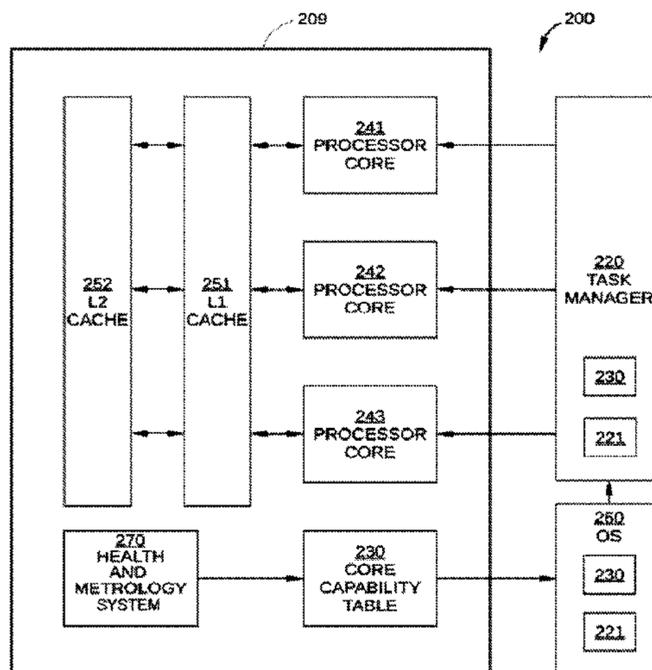 209
200
241
PROCESSOR
CORE
252
L2
CACHE
251
L1
CACHE
242
PROCESSOR
CORE
220
TASK
MANAGER
230
221
243
PROCESSOR
CORE
270
HEALTH
AND
METROLOGY
SYSTEM
230
CORE
CAPABILITY
TABLE
260
OS
230
221